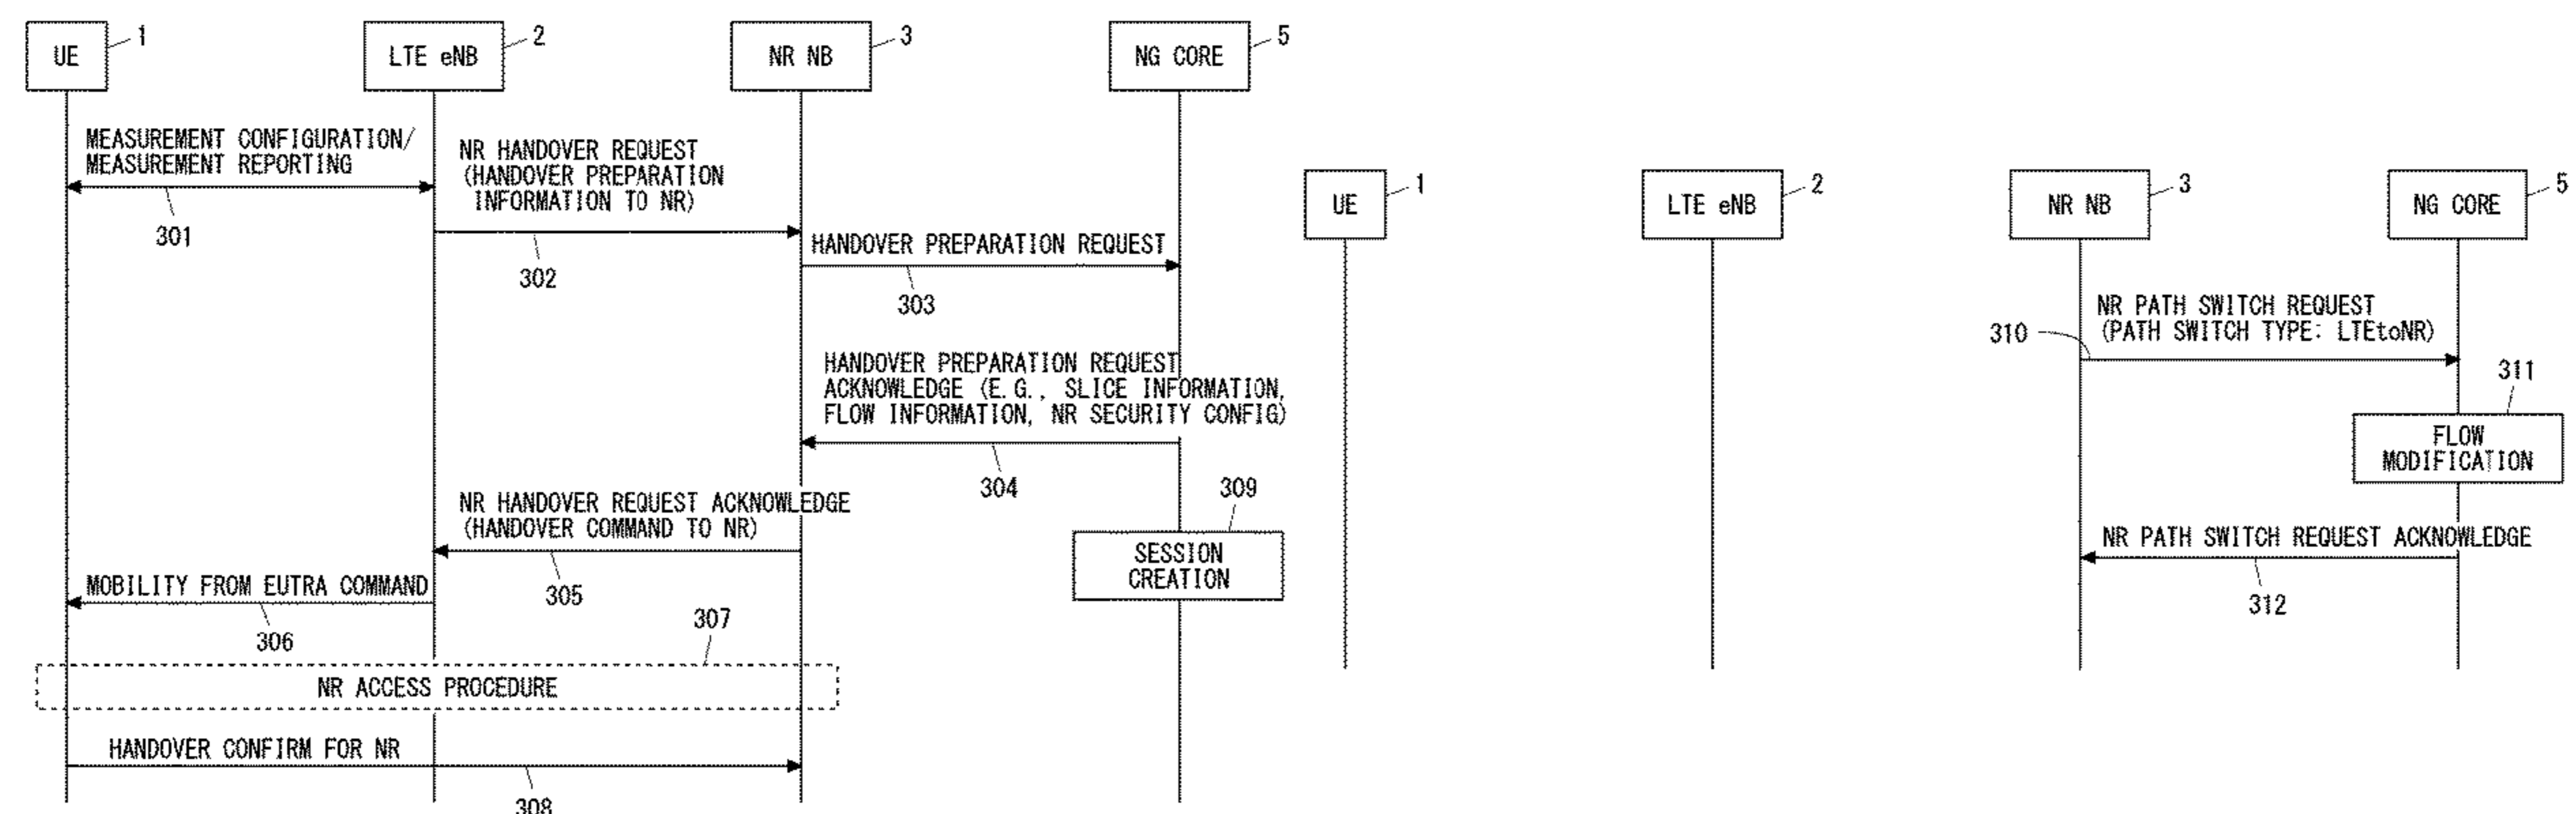 UE
1
LTE eNB
2
NR NB
3
NG CORE
5
MEASUREMENT CONFIGURATION/
MEASUREMENT REPORTING
301
NR HANDOVER REQUEST
(HANDOVER PREPARATION
INFORMATION TO NR)
302
HANDOVER PREPARATION REQUEST
303
HANDOVER PREPARATION REQUEST
ACKNOWLEDGE (E.G., SLICE INFORMATION,
FLOW INFORMATION, NR SECURITY CONFIG)
304
NR HANDOVER REQUEST ACKNOWLEDGE
(HANDOVER COMMAND TO NR)
305
309
SESSION
CREATION
MOBILITY FROM EUTRA COMMAND
306
307
NR ACCESS PROCEDURE
HANDOVER CONFIRM FOR NR
308
UE
1
LTE eNB
2
NR NB
3
NG CORE
5
NR PATH SWITCH REQUEST
(PATH SWITCH TYPE: LTEtoNR)
310
311
FLOW
MODIFICATION
NR PATH SWITCH REQUEST ACKNOWLEDGE
312